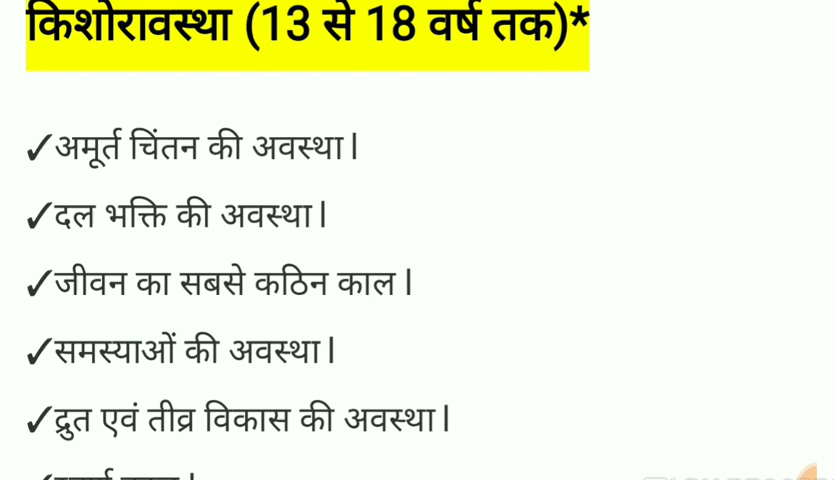 किशोरावस्था (13 से 18 वर्ष तक)*
✓अमूर्त चिंतन की अवस्था|
✓दल भक्ति की अवस्था|
✓जीवन का सबसे कठिन काल|
✓समस्याओं की अवस्था|
✓द्रुत एवं तीव्र विकास की अवस्था|